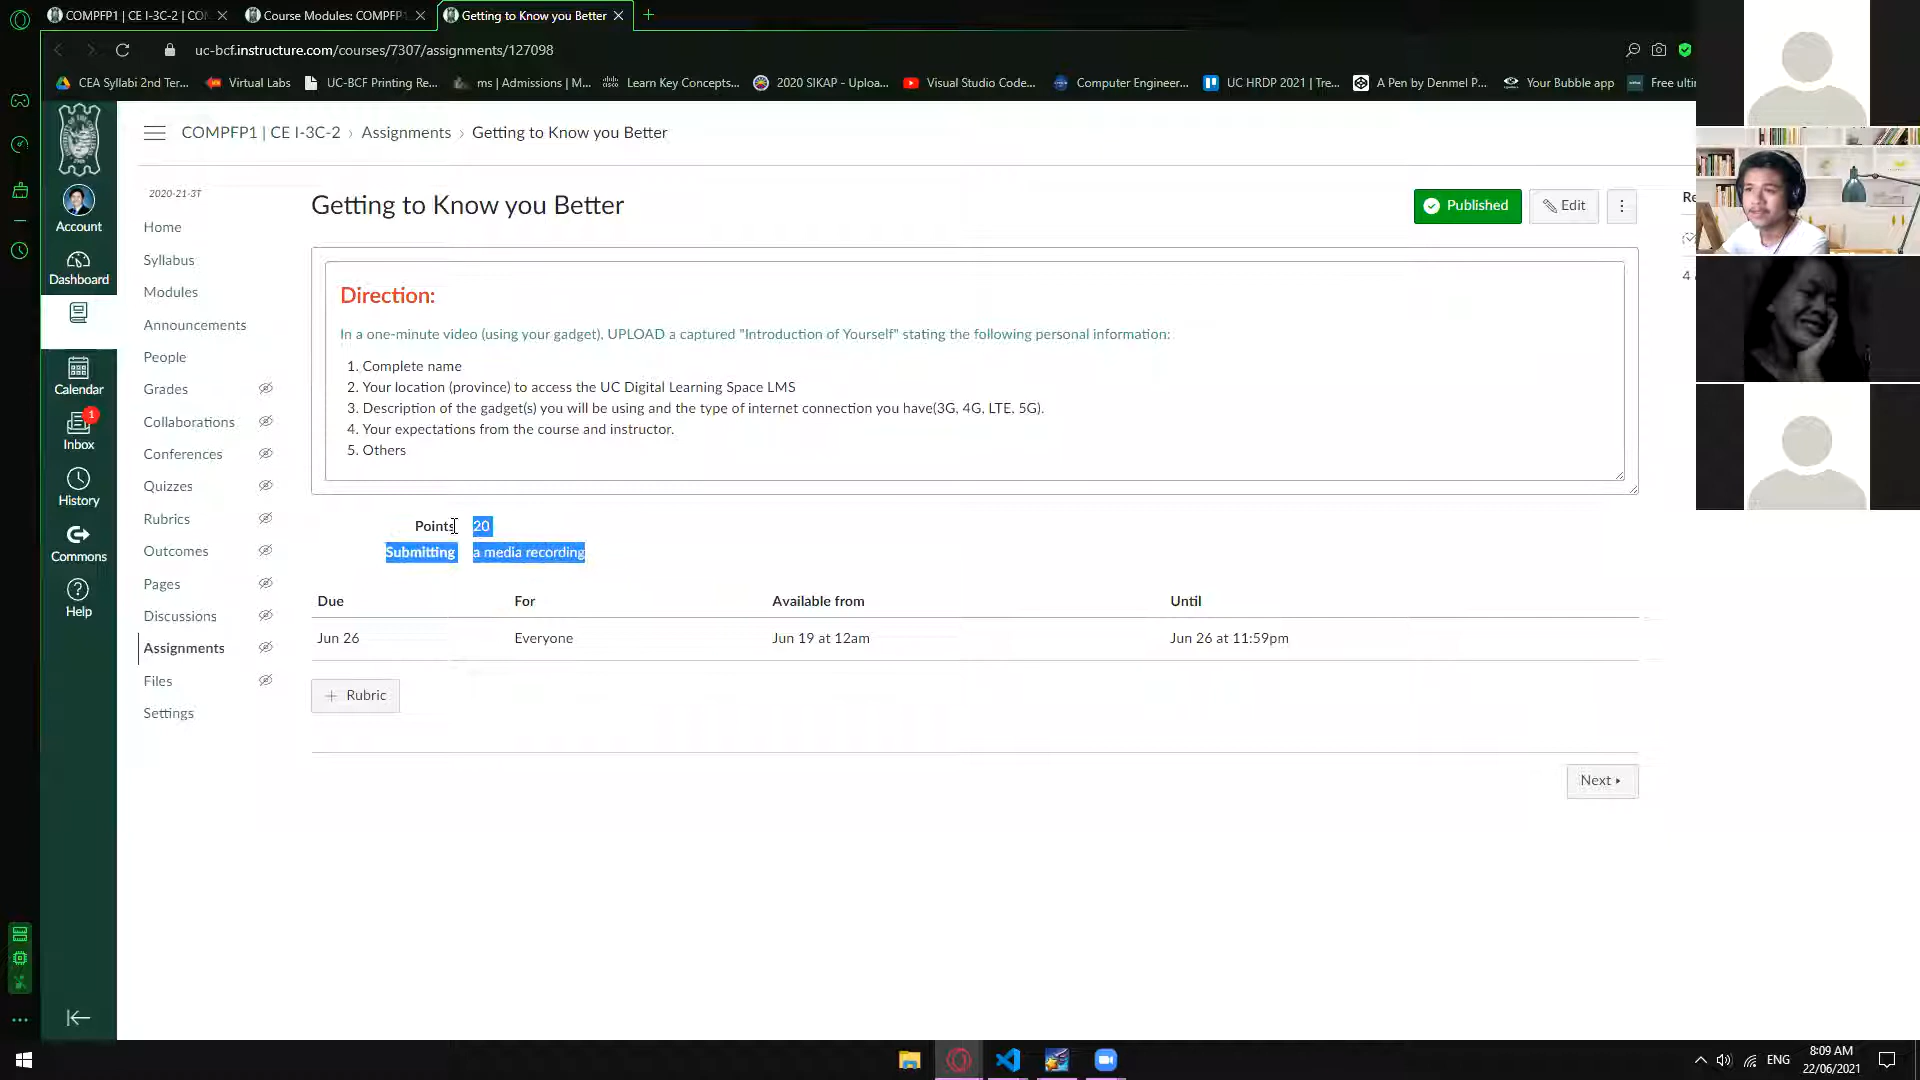 COMPFP1 | CE I-3C-2 | CO
Course Modules: COMPFP1
Getting to Know you Better
uc-bcf.instructure.com/courses/7307/assignments/127098
CEA Syllabi 2nd Ter...
Virtual Labs
UC-BCF Printing Re...
ms | Admissions | M...
Learn Key Concepts...
2020 SIKAP - Uploa...
Visual Studio Code...
Computer Engineer...
UC HRDP 2021 | Tre...
A Pen by Denmel P...
Your Bubble app
Free ulti
COMPFP1 | CE I-3C-2 › Assignments › Getting to Know you Better
Account
Dashboard
Calendar
1
Inbox
History
Commons
Help
2020-21-3T
Home
Syllabus
Modules
Announcements
People
Grades
Collaborations
Conferences
Quizzes
Rubrics
Outcomes
Pages
Discussions
Assignments
Files
Settings
Getting to Know you Better
Published
Edit
Re
4
Direction:
In a one-minute video (using your gadget), UPLOAD a captured "Introduction of Yourself" stating the following personal information:
1. Complete name
2. Your location (province) to access the UC Digital Learning Space LMS
3. Description of the gadget(s) you will be using and the type of internet connection you have(3G, 4G, LTE, 5G).
4. Your expectations from the course and instructor.
5. Others
Points 20
Submitting a media recording
Due For Available from Until
Jun 26 Everyone Jun 19 at 12am Jun 26 at 11:59pm
+ Rubric
Next ▸
ENG
8:09 AM
22/06/2021